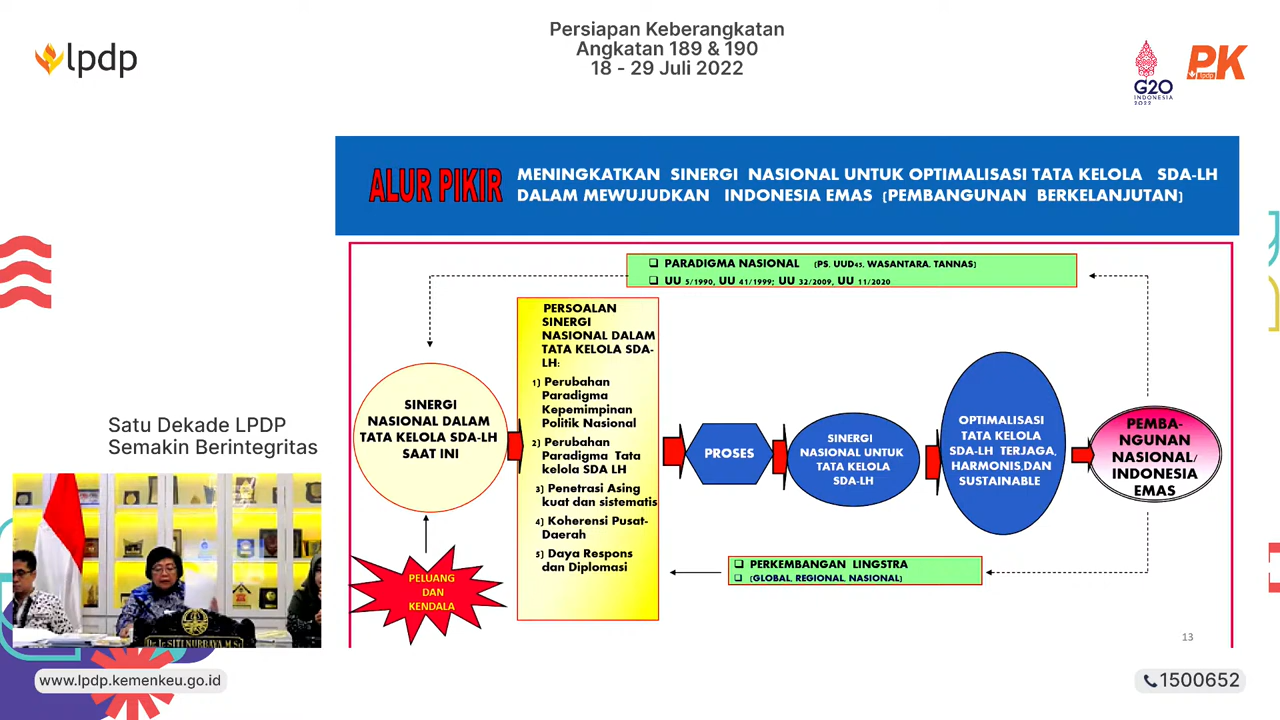 lpdp
Persiapan Keberangkatan
Angkatan 189 & 190
18 - 29 Juli 2022
G20
INDONESIA
2022
PK
lpdp
ALUR PIKIR
MENINGKATKAN SINERGI NASIONAL UNTUK OPTIMALISASI TATA KELOLA SDA-LH
DALAM MEWUJUDKAN INDONESIA EMAS (PEMBANGUNAN BERKELANJUTAN)
❑ PARADIGMA NASIONAL (PS. UUD45, WASANTARA. TANNAS)
❑ UU 5/1990, UU 41/1999; UU 32/2009, UU 11/2020
SINERGI
NASIONAL DALAM
TATA KELOLA SDA-LH
SAAT INI
PERSOALAN
SINERGI
NASIONAL DALAM
TATA KELOLA SDA-
LH:
1) Perubahan
Paradigma
Kepemimpinan
Politik Nasional
2) Perubahan
Paradigma Tata
kelola SDA LH
3) Penetrasi Asing
kuat dan sistematis
4) Koherensi Pusat-
Daerah
5) Daya Respons
dan Diplomasi
PROSES
SINERGI
NASIONAL UNTUK
TATA KELOLA
SDA-LH
OPTIMALISASI
TATA KELOLA
SDA-LH TERJAGA,
HARMONIS,DAN
SUSTAINABLE
PEMBA-
NGUNAN
NASIONAL/
INDONESIA
EMAS
PELUANG
DAN
KENDALA
❑ PERKEMBANGAN LINGSTRA
❑ (GLOBAL, REGIONAL, NASIONAL)
13
Satu Dekade LPDP
Semakin Berintegritas
Dr. Ir. SITI NURBAYA, M.Sc
www.lpdp.kemenkeu.go.id
1500652